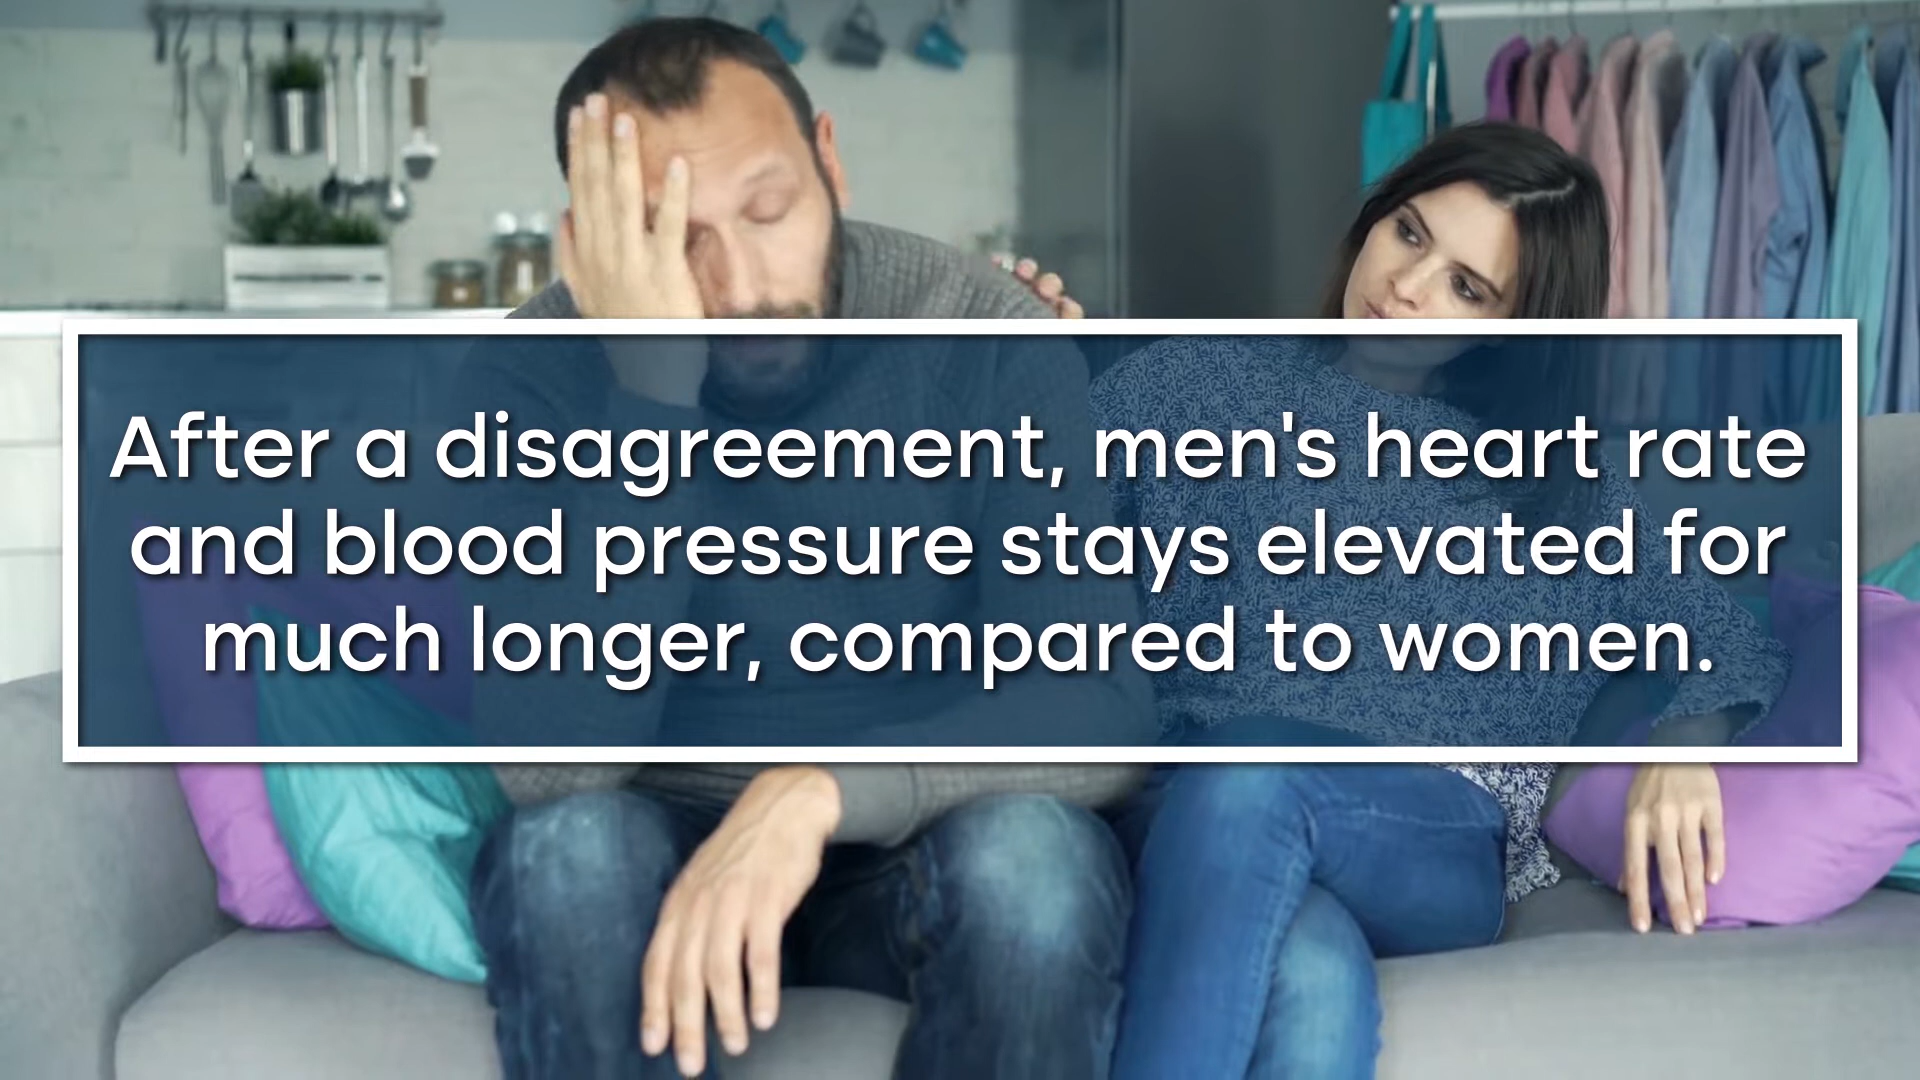 After a disagreement, men's heart rate
and blood pressure stays elevated for
much longer, compared to women.